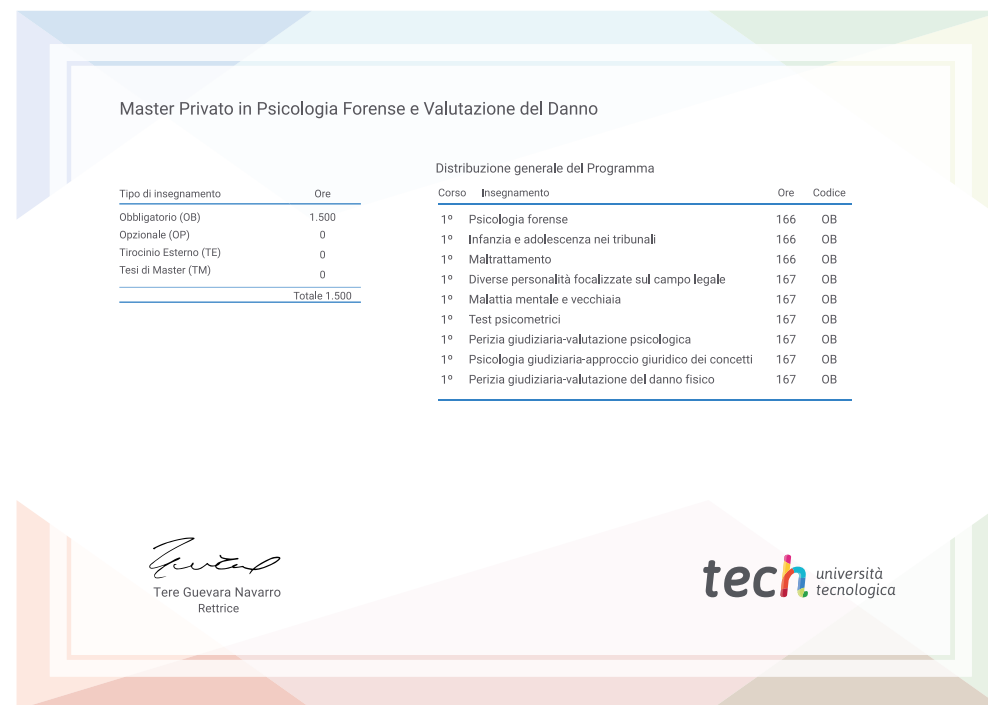 Master Privato in Psicologia Forense e Valutazione del Danno
Tipo di insegnamento Ore
Obbligatorio (OB) 1.500
Opzionale (OP) 0
Tirocinio Esterno (TE) 0
Tesi di Master (TM) 0
Totale 1.500
Distribuzione generale del Programma
Corso Insegnamento Ore Codice
1º Psicologia forense 166 OB
1º Infanzia e adolescenza nei tribunali 166 OB
1º Maltrattamento 166 OB
1º Diverse personalità focalizzate sul campo legale 167 OB
1º Malattia mentale e vecchiaia 167 OB
1º Test psicometrici 167 OB
1º Perizia giudiziaria-valutazione psicologica 167 OB
1º Psicologia giudiziaria-approccio giuridico dei concetti 167 OB
1º Perizia giudiziaria-valutazione del danno fisico 167 OB
Tere Guevara Navarro
Rettrice
tech università
tecnologica